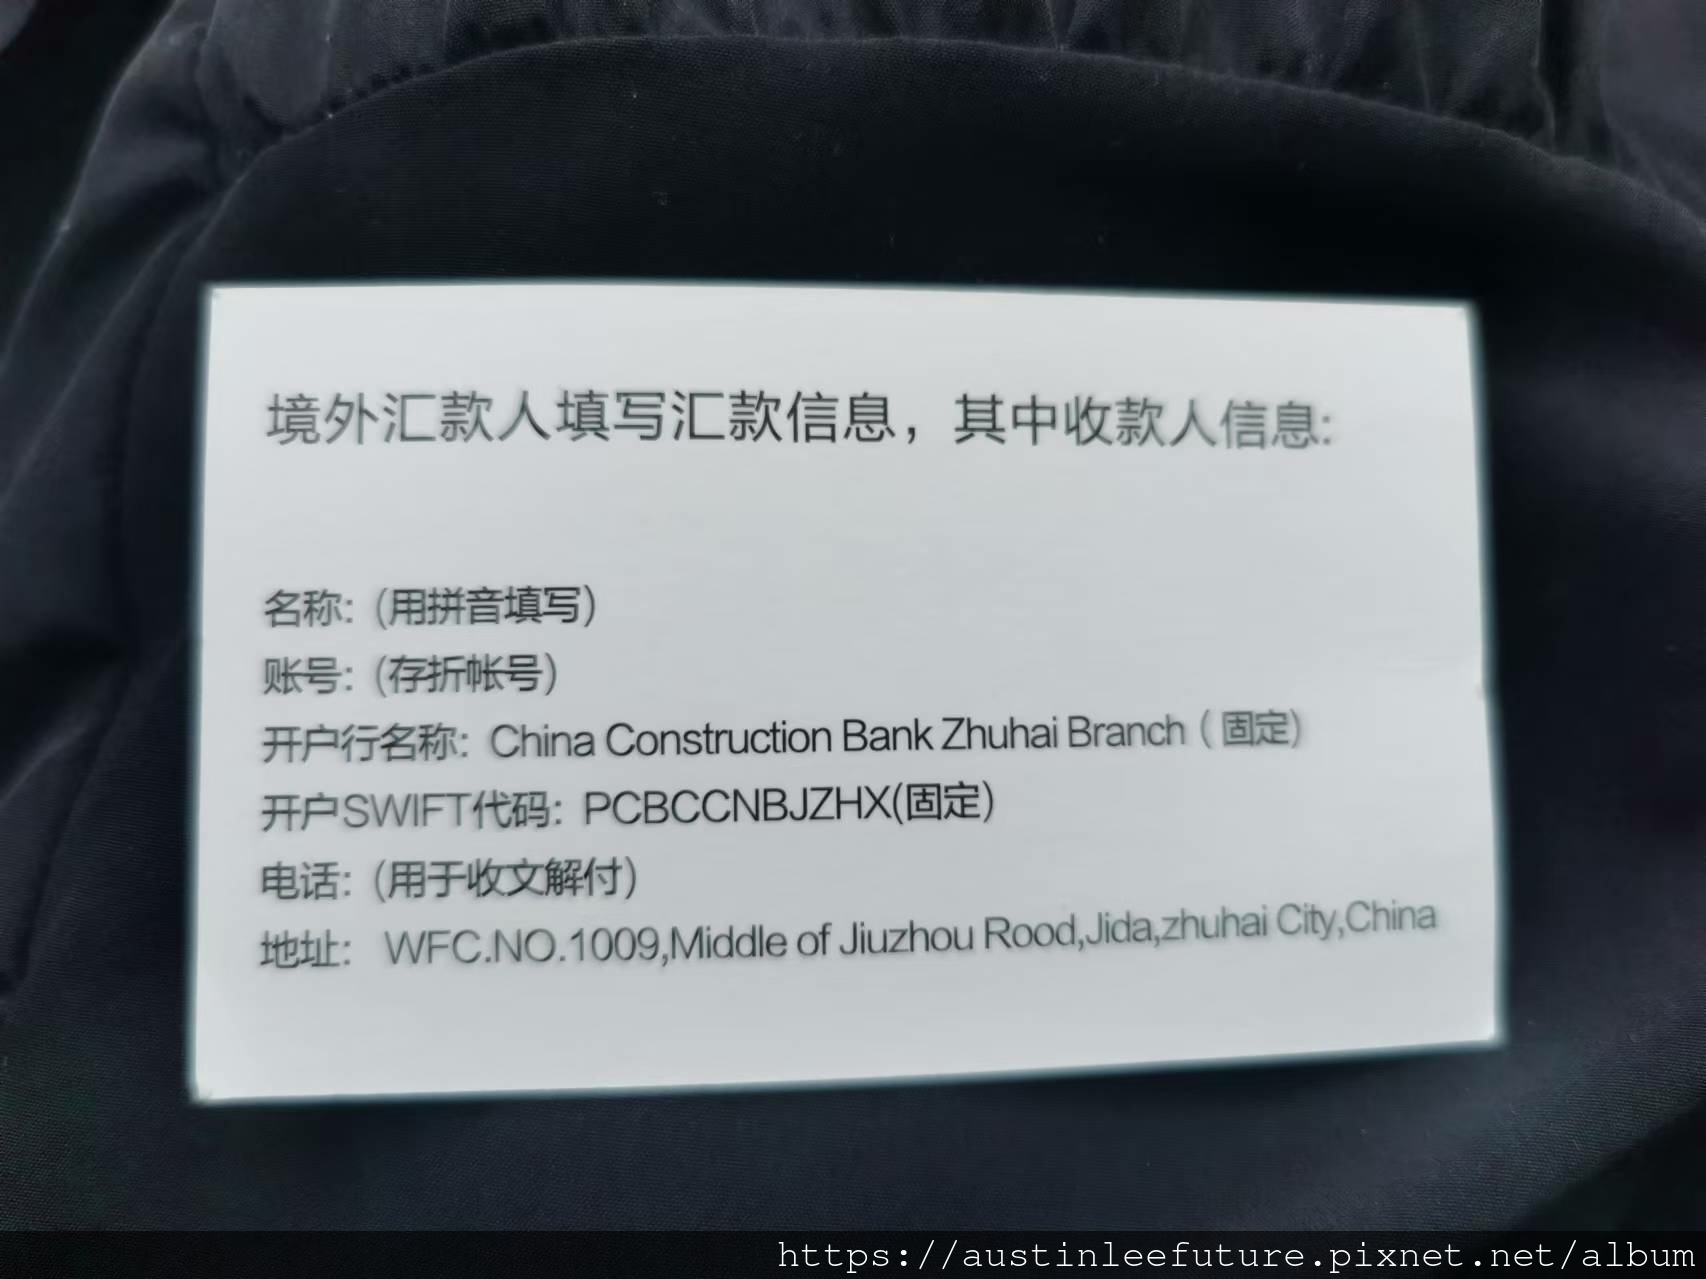 境外汇款人填写汇款信息，其中收款人信息:
名称: (用拼音填写)
账号: (存折帐号)
开户行名称: China Construction Bank Zhuhai Branch ( 固定)
开户SWIFT代码: PCBCCNBJZHX(固定)
电话: (用于收文解付)
地址: WFC.NO.1009,Middle of Jiuzhou Rood,Jida,zhuhai City,China
https://austinleefuture.pixnet.net/album